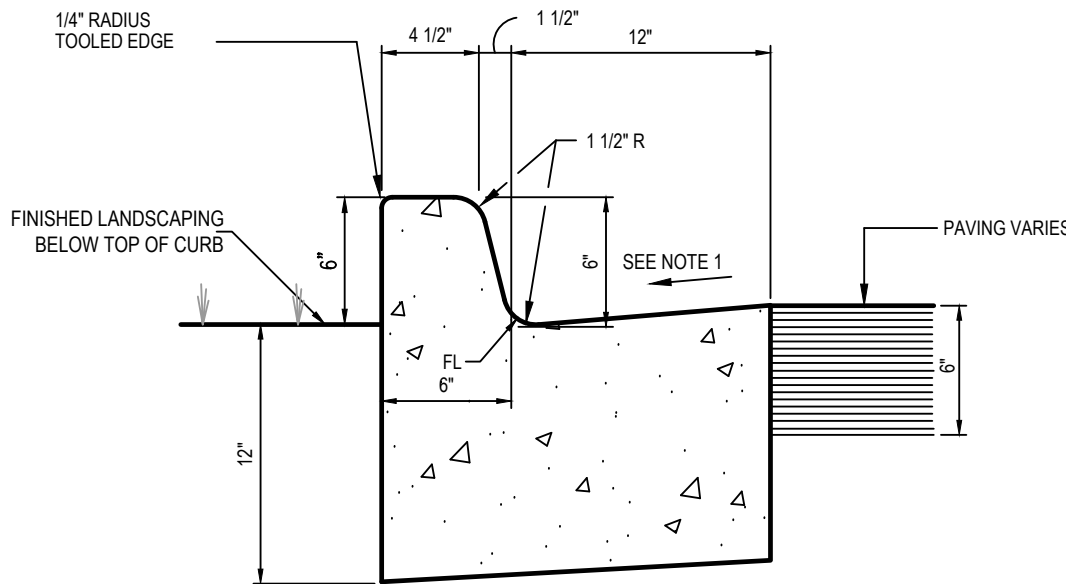 1/4" RADIUS
TOOLED EDGE
4 1/2"
1 1/2"
12"
1 1/2" R
FINISHED LANDSCAPING
BELOW TOP OF CURB
6"
6"
SEE NOTE 1
PAVING VARIES
FL
6"
6"
12"